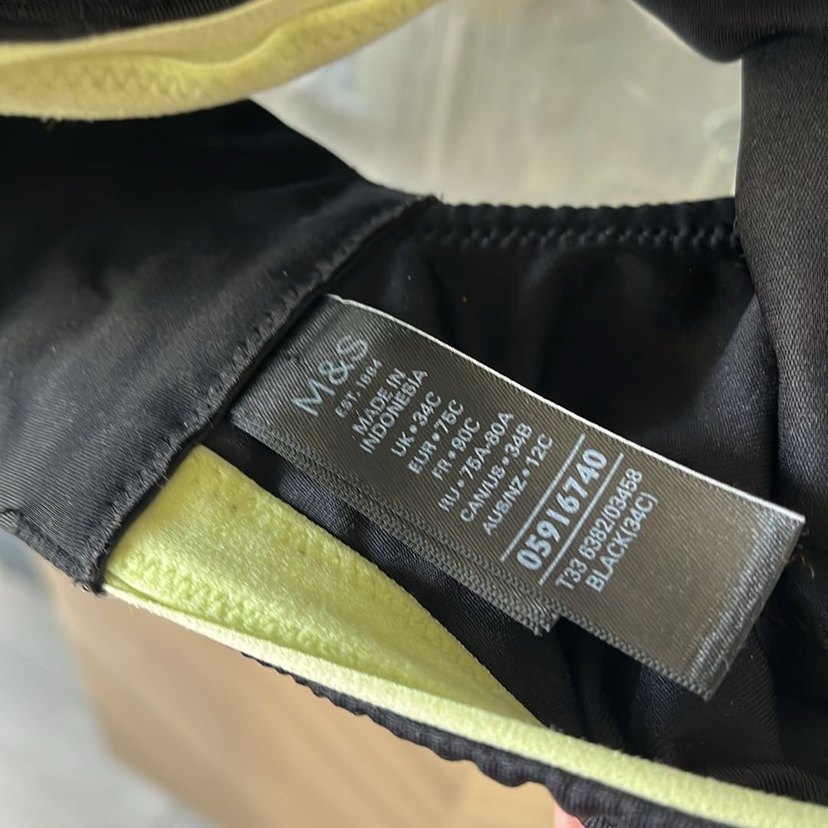 M&S
EST. 1884
MADE IN
INDONESIA
UK•34C
EUR•75C
FR•90C
RU•75A-80A
CAN/US•34B
AUS/NZ•12C
05916740
T33 6382/03458
BLACK(34C)